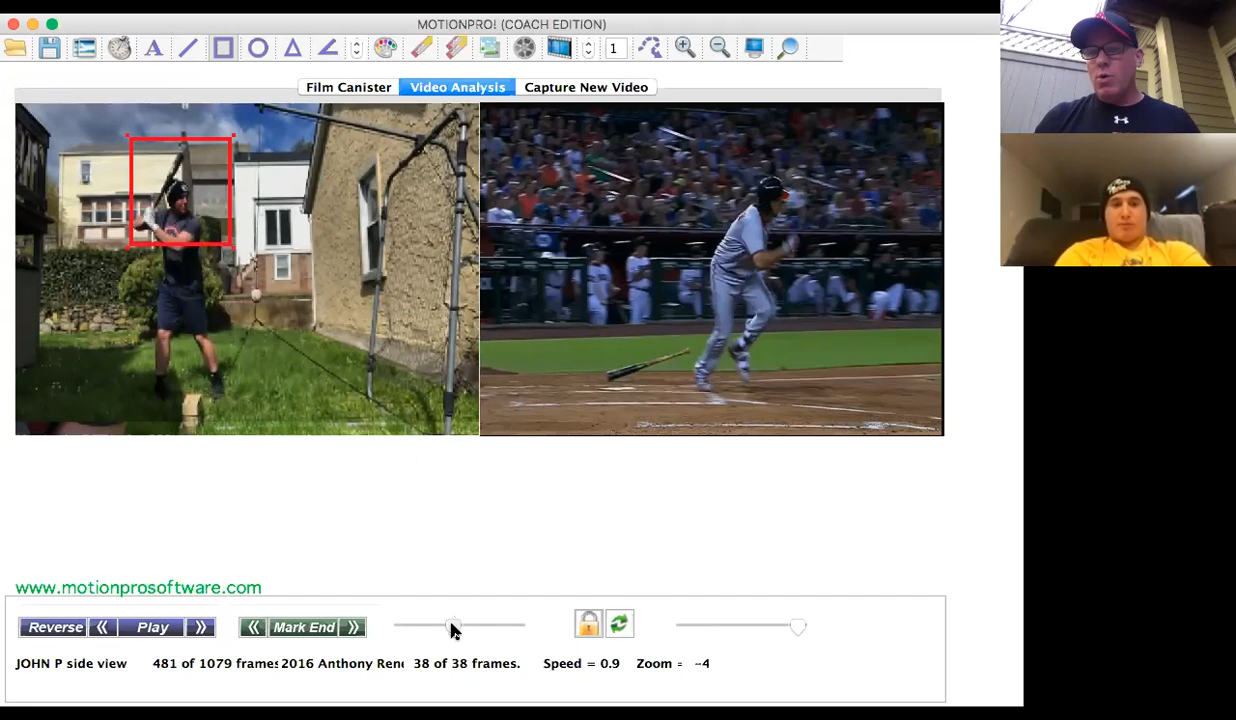 MOTIONPRO! (COACH EDITION)
A
1
Film Canister Video Analysis Capture New Video
www.motionprosoftware.com
Reverse Play Mark End
JOHN P side view 481 of 1079 frames 2016 Anthony Ren 38 of 38 frames. Speed = 0.9 Zoom = -4